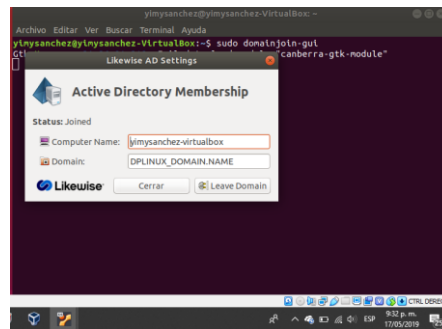 yimysanchez@yimysanchez-VirtualBox: ~
Archivo Editar Ver Buscar Terminal Ayuda
yimysanchez@yimysanchez-VirtualBox:~$ sudo domainjoin-gui
Gt "canberra-gtk-module"
Likewise AD Settings
Active Directory Membership
Status: Joined
Computer Name: yimysanchez-virtualbox
Domain: DPLINUX_DOMAIN.NAME
Likewise Cerrar Leave Domain
CTRL DERE
ESP 9:32 p. m.
17/05/2019